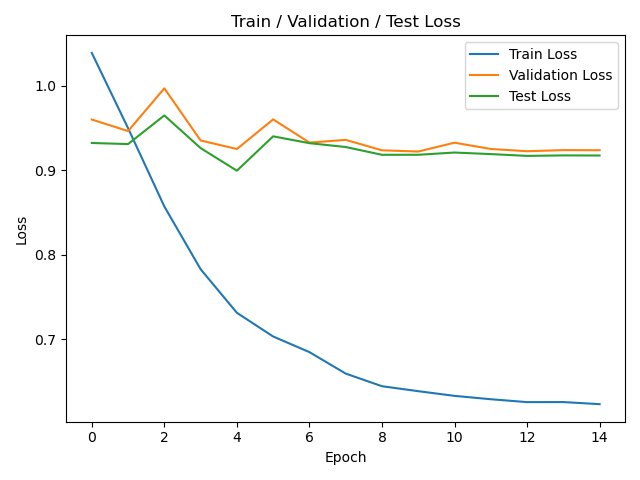 Train / Validation / Test Loss
Train Loss
Validation Loss
Test Loss
1.0
0.9
0.8
0.7
Loss
0 2 4 6 8 10 12 14
Epoch